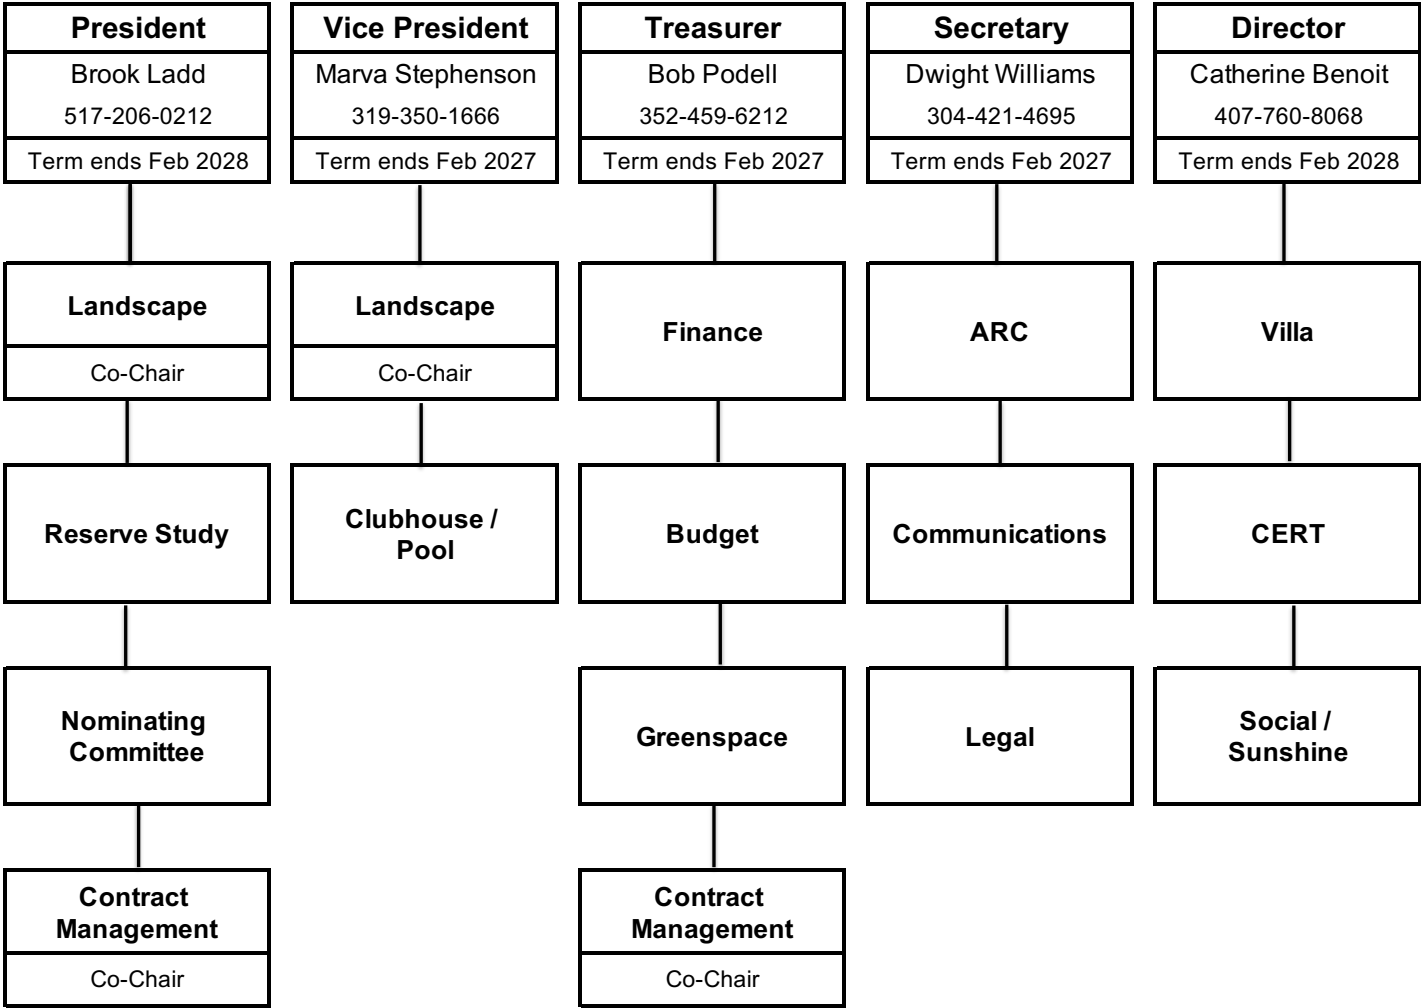 President
Brook Ladd
517-206-0212
Term ends Feb 2028
Landscape
Co-Chair
Reserve Study
Nominating
Committee
Contract
Management
Co-Chair
Vice President
Marva Stephenson
319-350-1666
Term ends Feb 2027
Landscape
Co-Chair
Clubhouse /
Pool
Treasurer
Bob Podell
352-459-6212
Term ends Feb 2027
Finance
Budget
Greenspace
Contract
Management
Co-Chair
Secretary
Dwight Williams
304-421-4695
Term ends Feb 2027
ARC
Communications
Legal
Director
Catherine Benoit
407-760-8068
Term ends Feb 2028
Villa
CERT
Social /
Sunshine